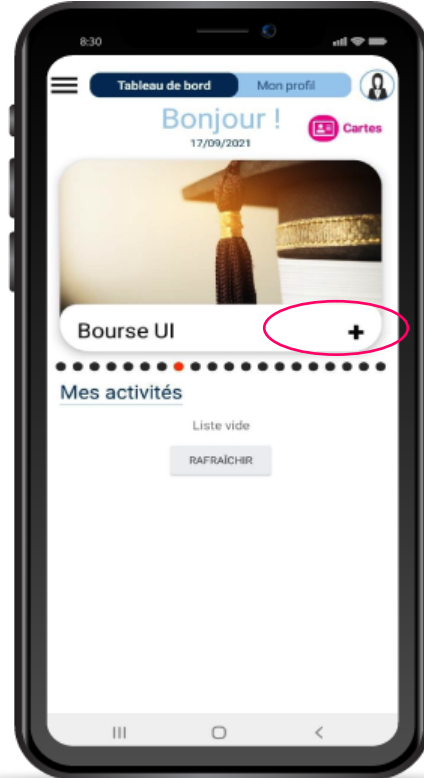 8:30
Tableau de bord Mon profil
Bonjour !
17/09/2021
Cartes
Bourse UI +
Mes activités
Liste vide
RAFRAÎCHIR